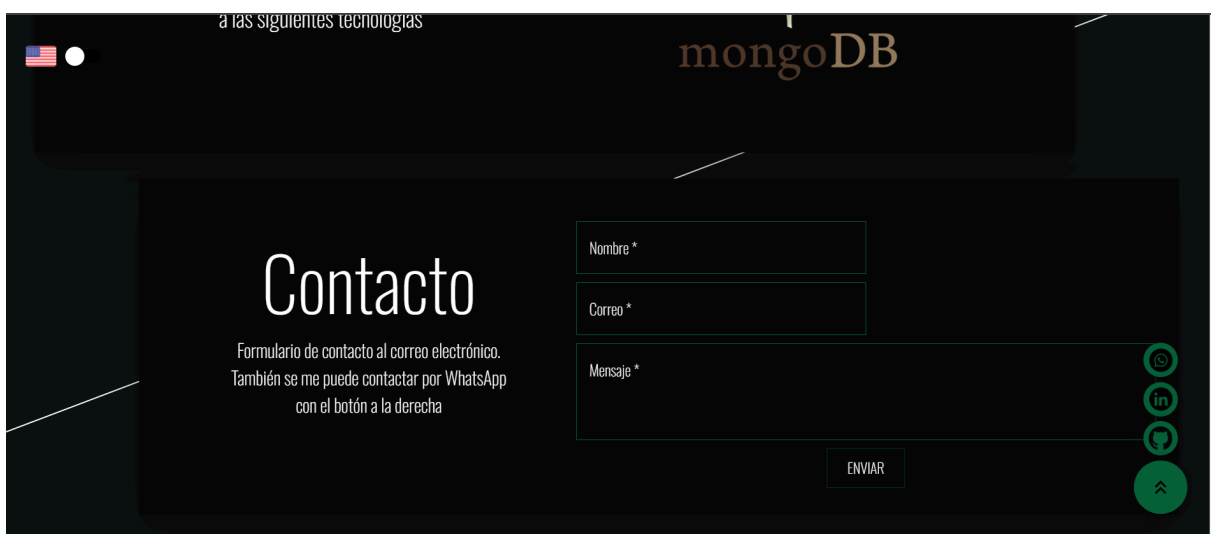 a las siguientes tecnologías
mongoDB
Contacto
Formulario de contacto al correo electrónico.
También se me puede contactar por WhatsApp
con el botón a la derecha
Nombre *
Correo *
Mensaje *
ENVIAR
in